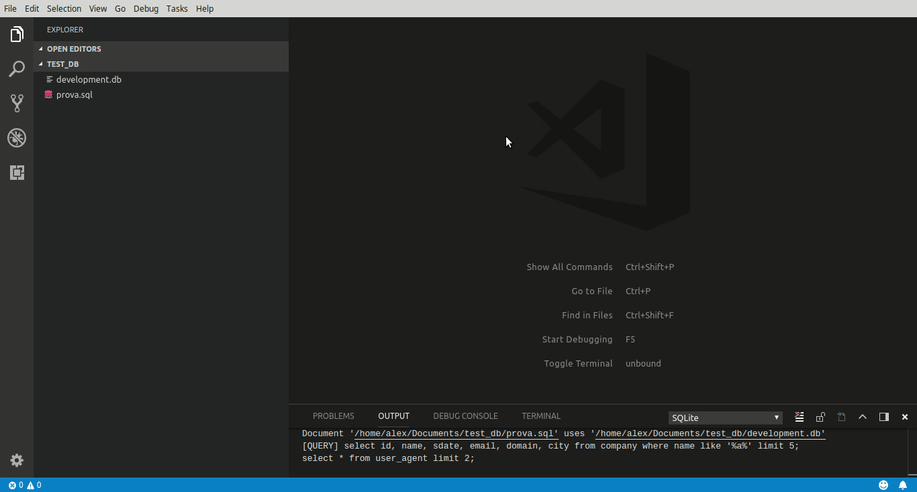 File Edit Selection View Go Debug Tasks Help
EXPLORER
OPEN EDITORS
TEST_DB
development.db
prova.sql
Show All Commands Ctrl+Shift+P
Go to File Ctrl+P
Find in Files Ctrl+Shift+F
Start Debugging F5
Toggle Terminal unbound
PROBLEMS OUTPUT DEBUG CONSOLE TERMINAL SQLite
Document '/home/alex/Documents/test_db/prova.sql' uses '/home/alex/Documents/test_db/development.db'
[QUERY] select id, name, sdate, email, domain, city from company where name like '%a%' limit 5;
select * from user_agent limit 2;
0 0